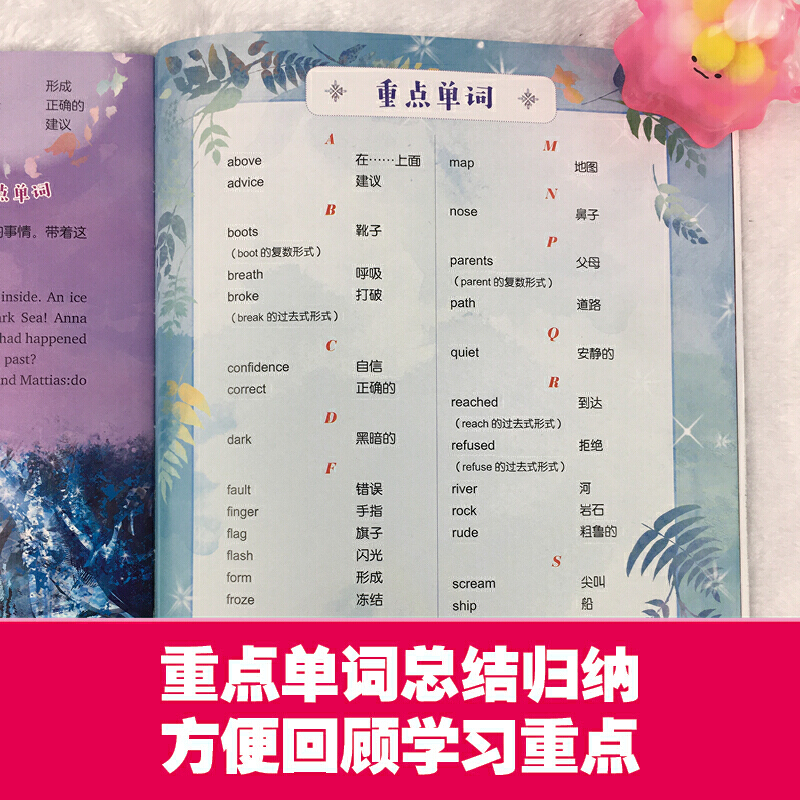 形成
正确的
建议
点单词
的事情。带着这
inside. An ice
ark Sea! Anna
had happened
past?
nd Mattias:do
重点单词
A
above 在……上面
advice 建议
B
boots 靴子
(boot 的复数形式)
breath 呼吸
broke 打破
(break 的过去式形式)
C
confidence 自信
correct 正确的
D
dark 黑暗的
F
fault 错误
finger 手指
flag 旗子
flash 闪光
form 形成
froze 冻结
M
map 地图
N
nose 鼻子
P
parents 父母
(parent 的复数形式)
path 道路
Q
quiet 安静的
R
reached 到达
(reach 的过去式形式)
refused 拒绝
(refuse 的过去式形式)
river 河
rock 岩石
rude 粗鲁的
S
scream 尖叫
ship 船
重点单词总结归纳
方便回顾学习重点